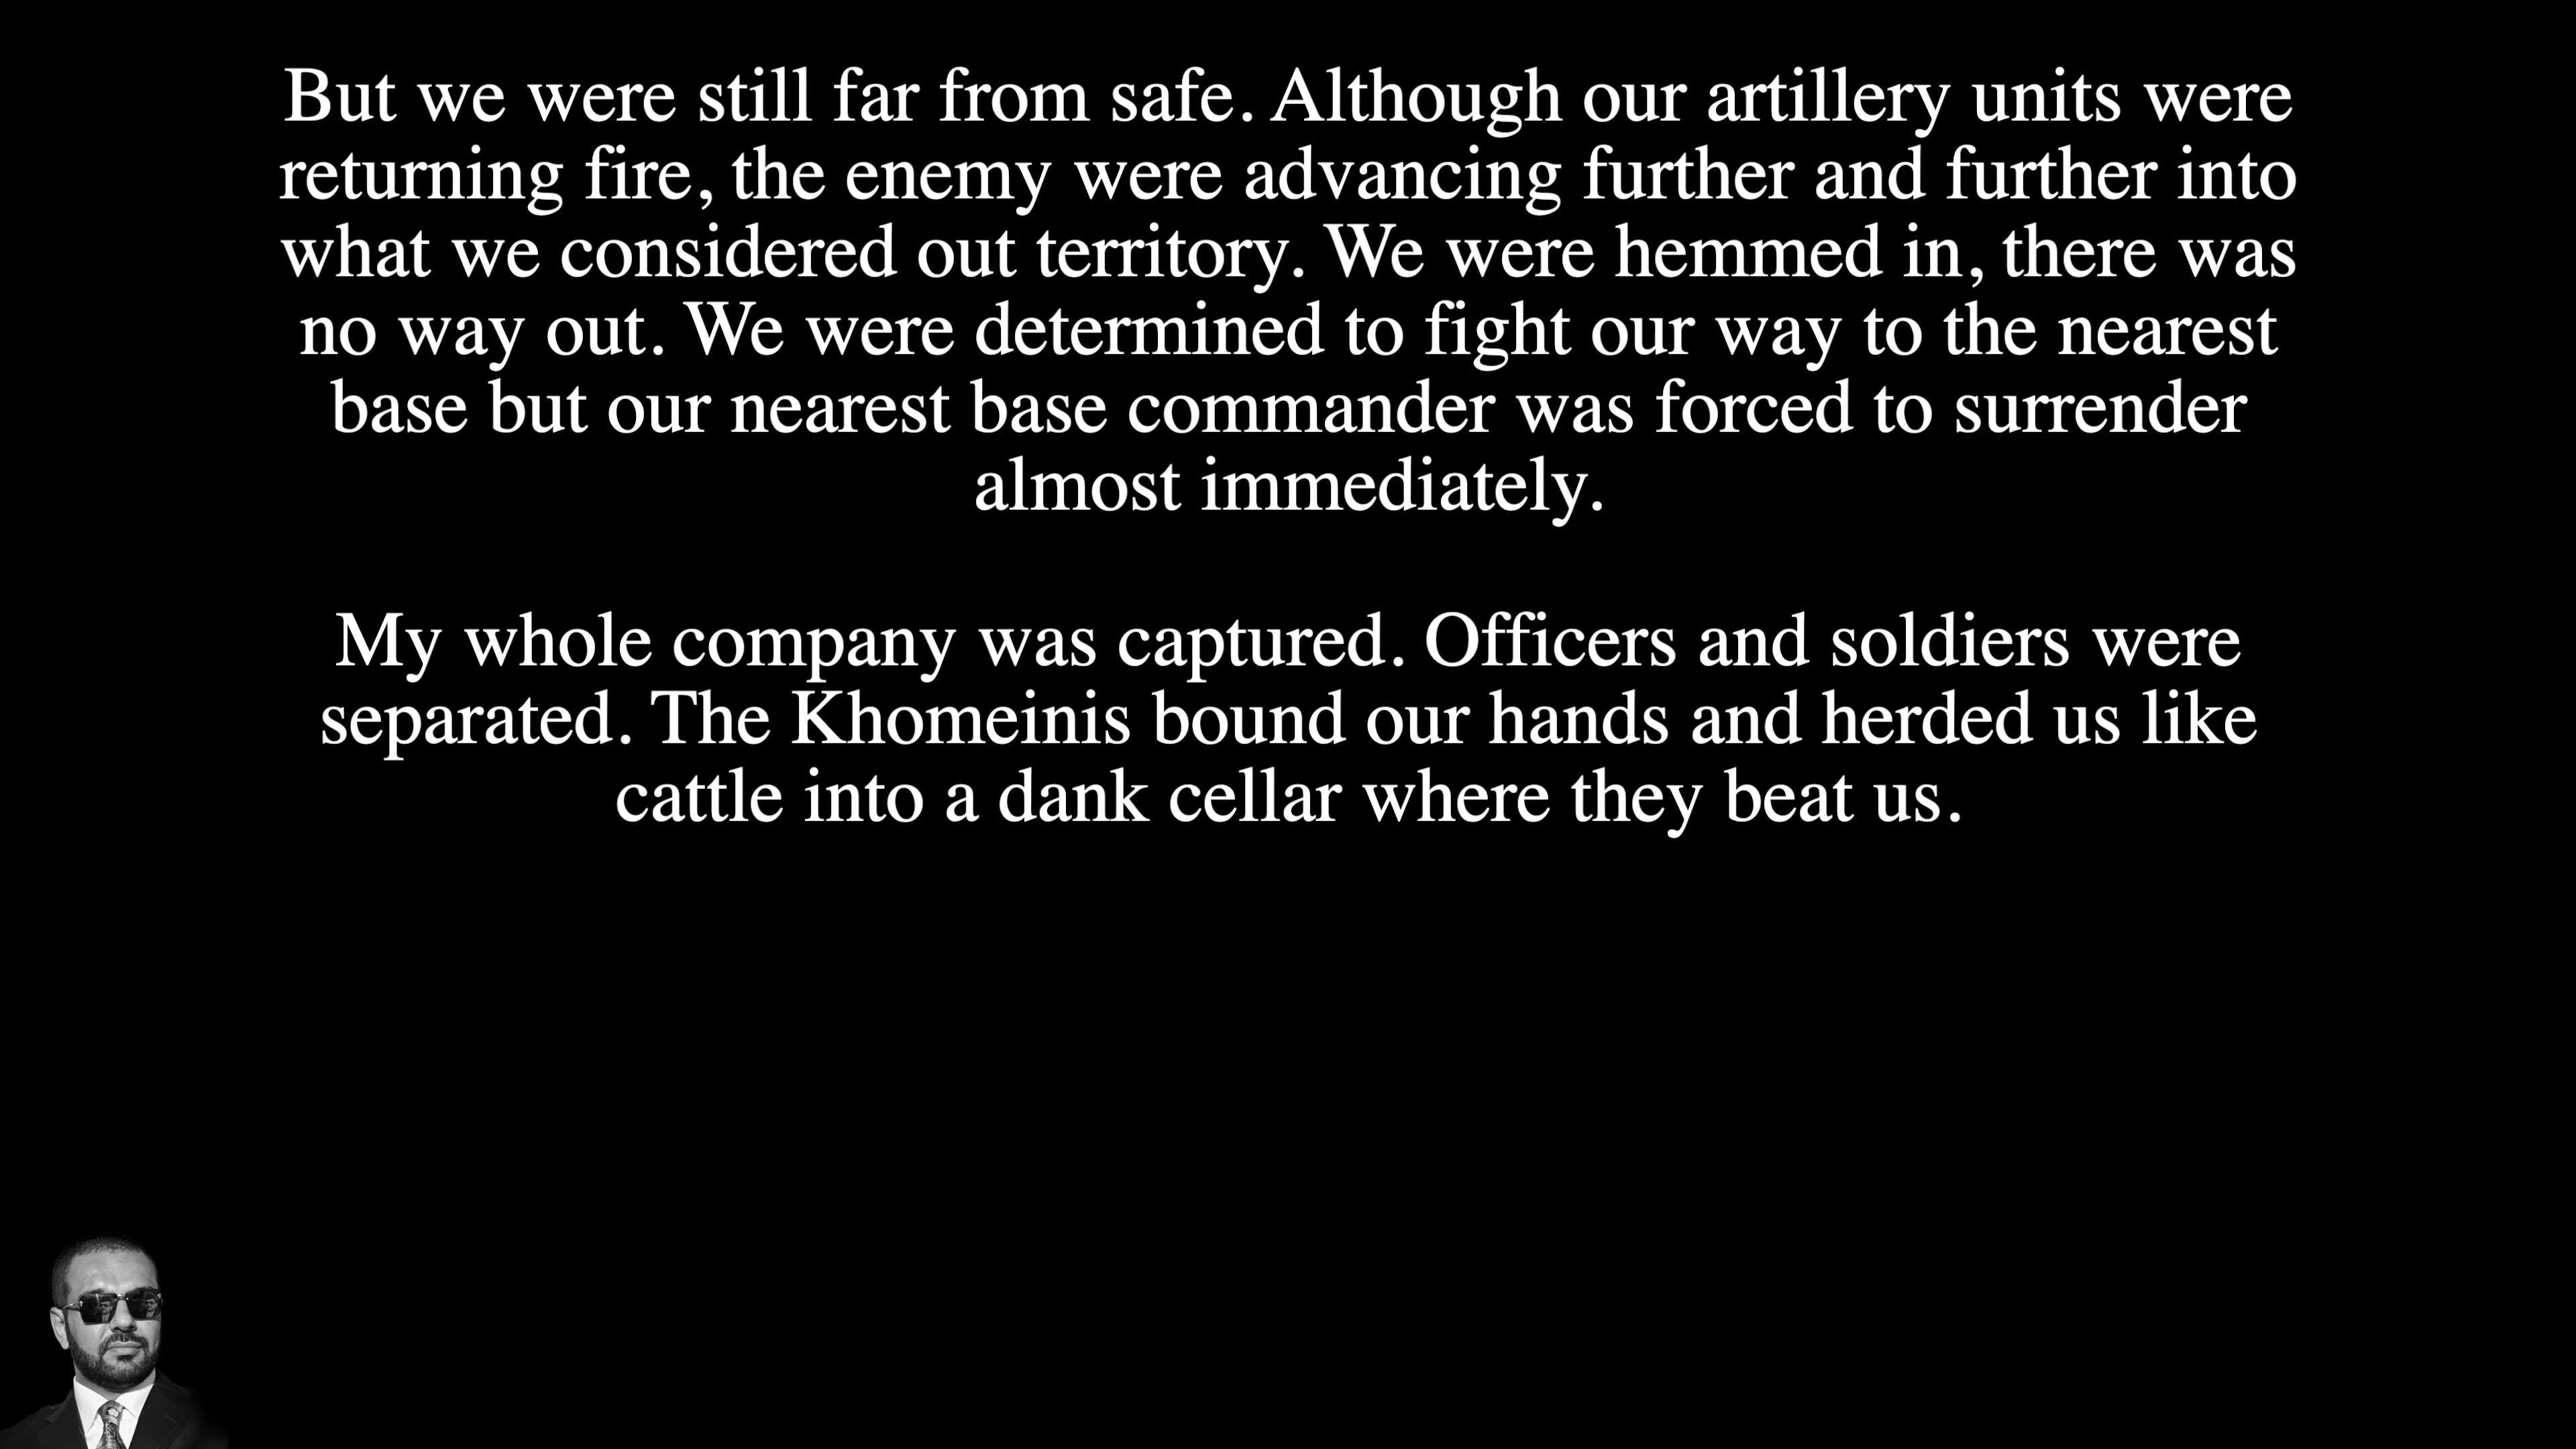 But we were still far from safe. Although our artillery units were
returning fire, the enemy were advancing further and further into
what we considered out territory. We were hemmed in, there was
no way out. We were determined to fight our way to the nearest
base but our nearest base commander was forced to surrender
almost immediately.
My whole company was captured. Officers and soldiers were
separated. The Khomeinis bound our hands and herded us like
cattle into a dank cellar where they beat us.